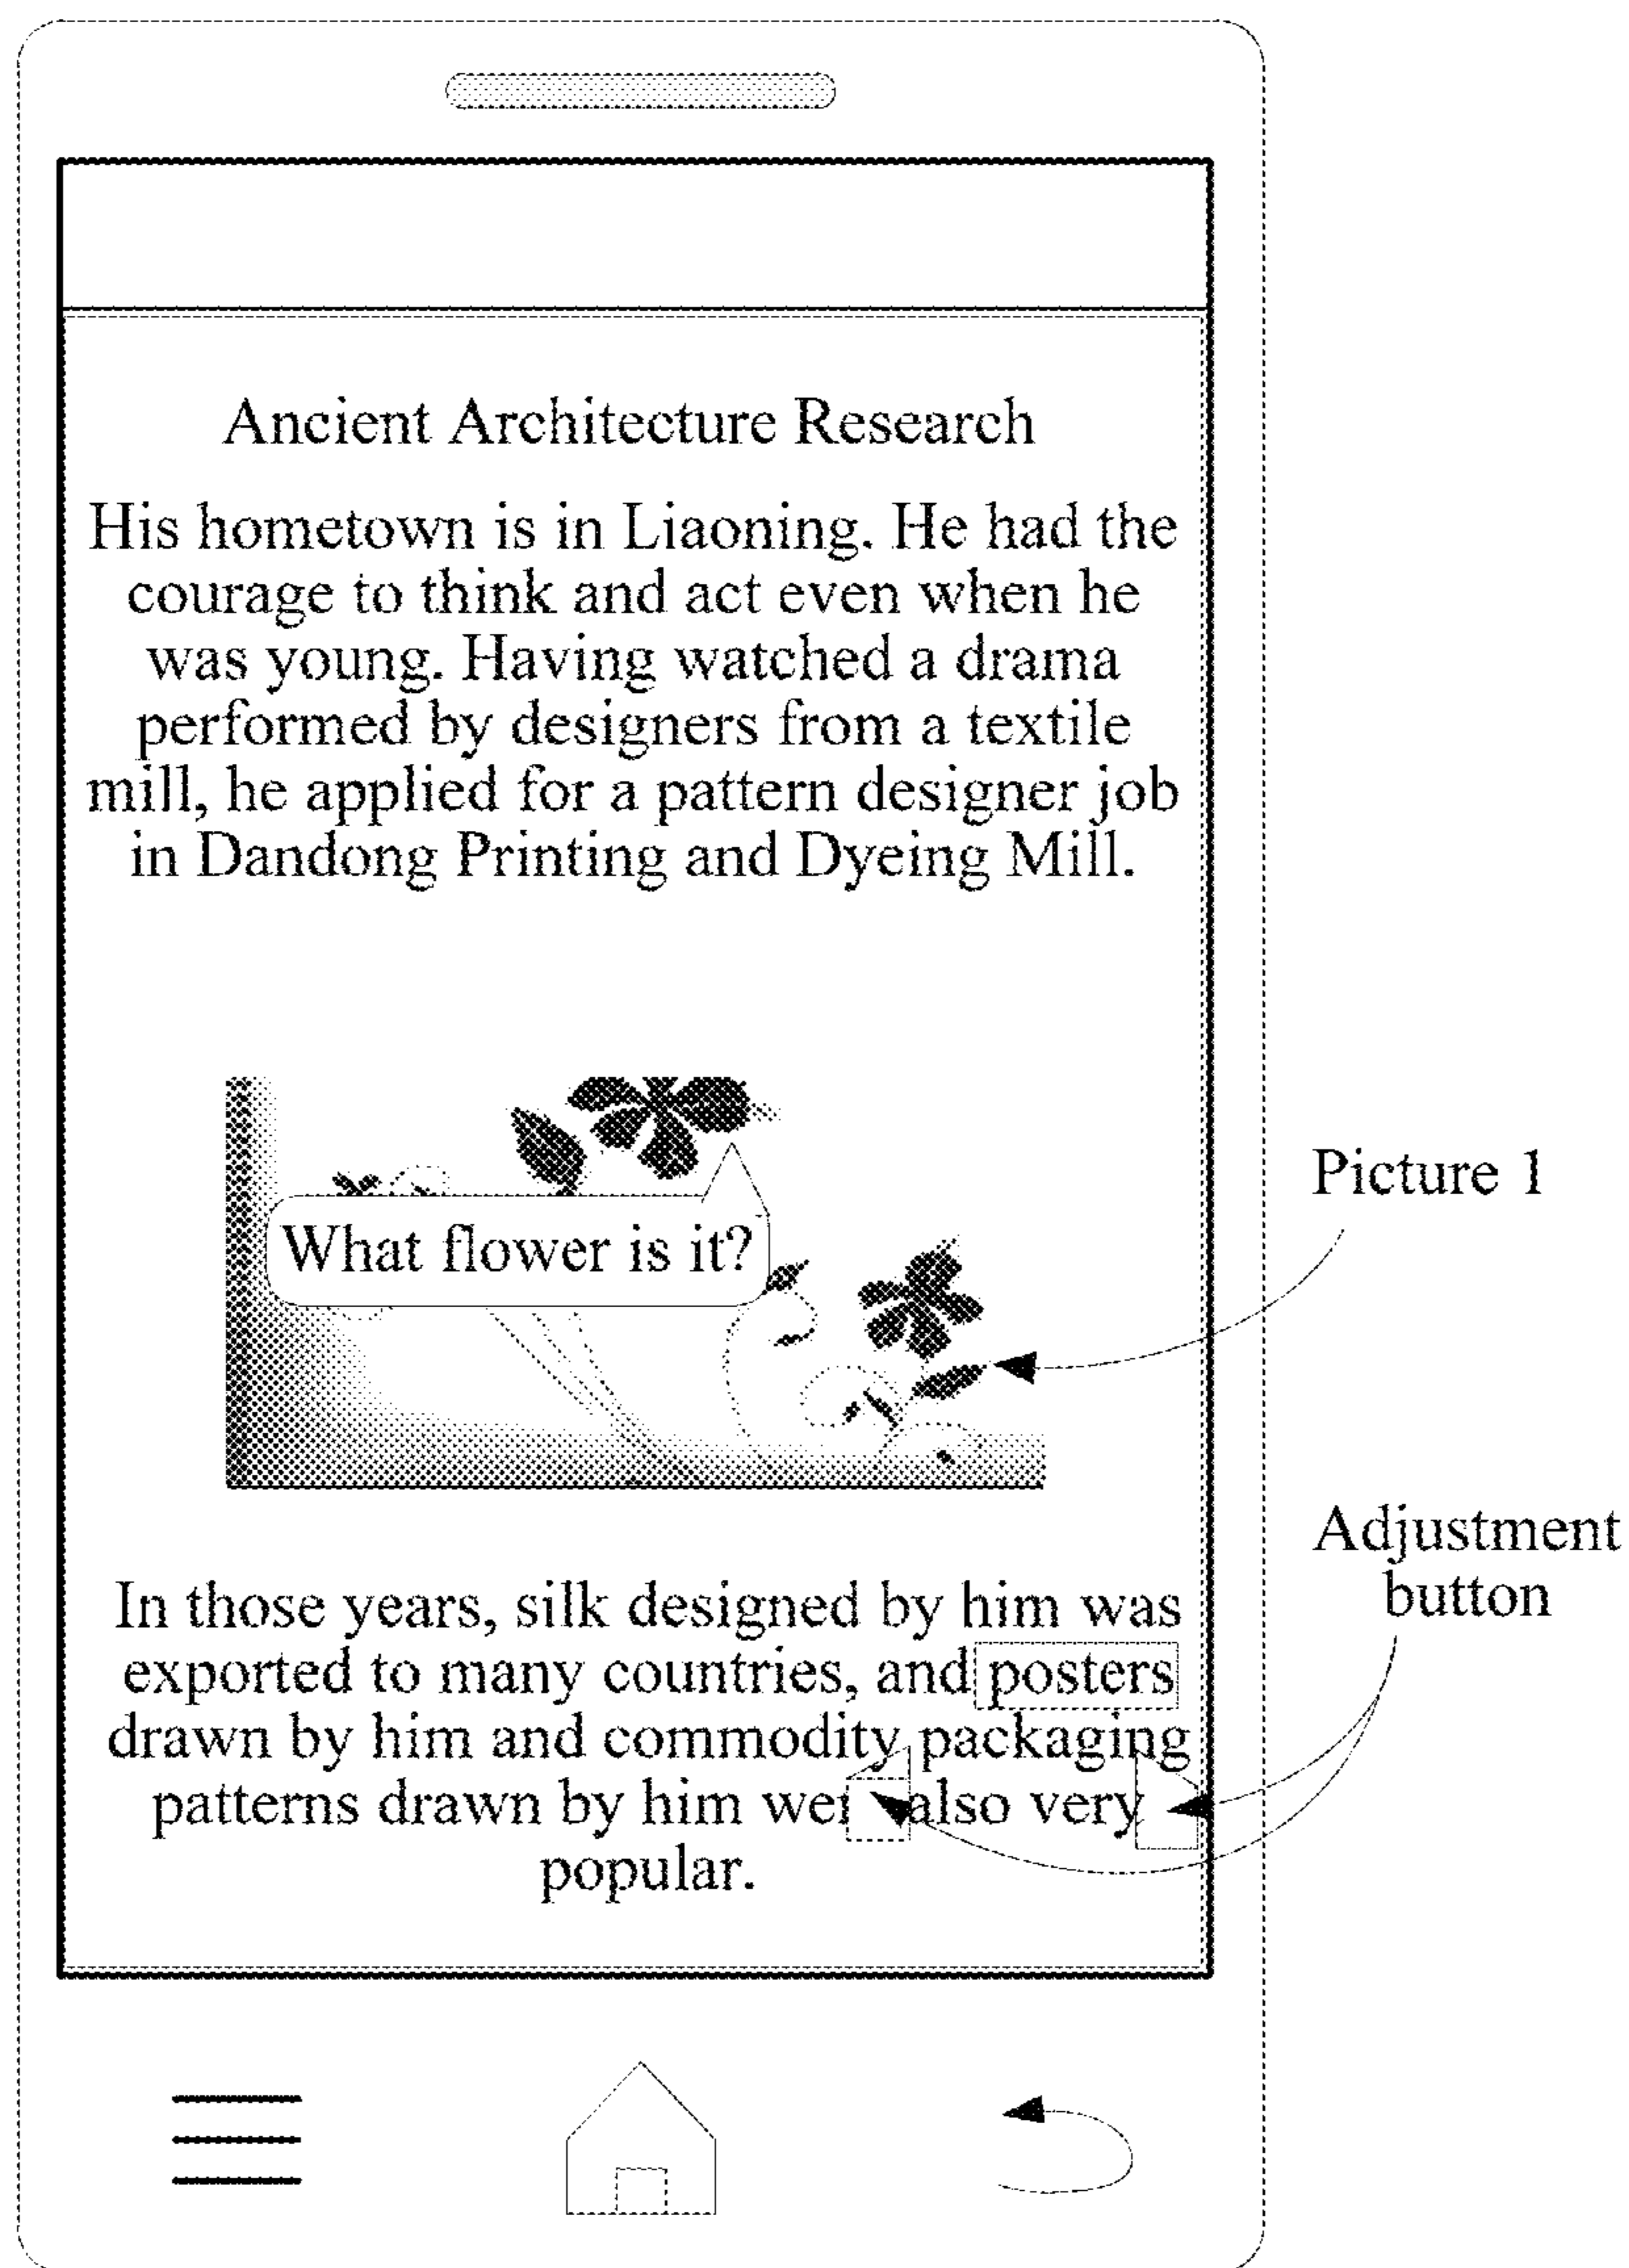 Ancient Architecture Research
His hometown is in Liaoning. He had the
courage to think and act even when he
was young. Having watched a drama
performed by designers from a textile
mill, he applied for a pattern designer job
in Dandong Printing and Dyeing Mill.
What flower is it?
Picture 1
Adjustment
button
In those years, silk designed by him was
exported to many countries, and posters
drawn by him and commodity packaging
patterns drawn by him wer also very
popular.